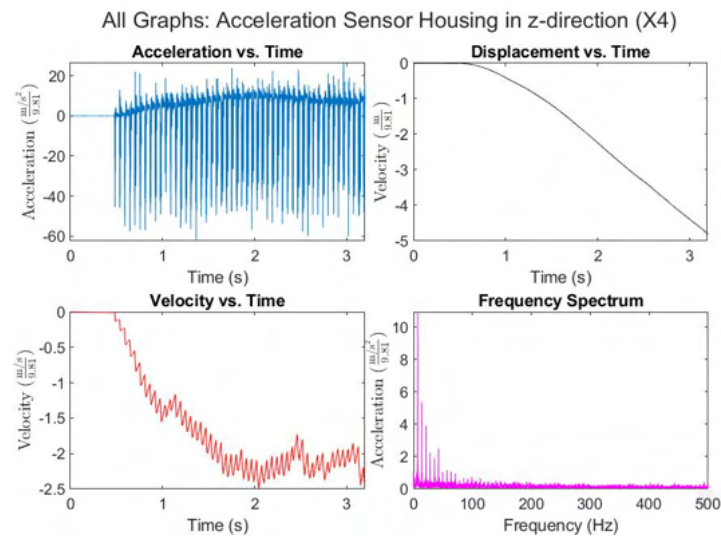 All Graphs: Acceleration Sensor Housing in z-direction (X4)
Acceleration vs. Time
20
0
-20
-40
-60
Acceleration (m/s²/9.81)
0 1 2 3
Time (s)
Displacement vs. Time
0
-1
-2
-3
-4
-5
Velocity (m/9.81)
0 1 2 3
Time (s)
Velocity vs. Time
0
-0.5
-1
-1.5
-2
-2.5
Velocity (m/s/9.81)
0 1 2 3
Time (s)
Frequency Spectrum
10
8
6
4
2
0
Acceleration (m/s²/9.81)
0 100 200 300 400 500
Frequency (Hz)